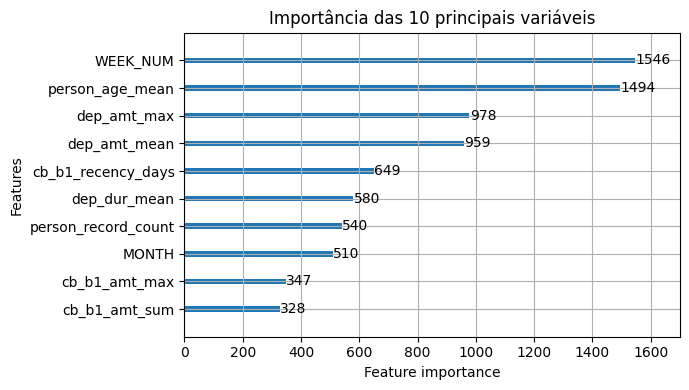 Importância das 10 principais variáveis
WEEK_NUM 1546
person_age_mean 1494
dep_amt_max 978
dep_amt_mean 959
cb_b1_recency_days 649
dep_dur_mean 580
person_record_count 540
MONTH 510
cb_b1_amt_max 347
cb_b1_amt_sum 328
Features
0 200 400 600 800 1000 1200 1400 1600
Feature importance